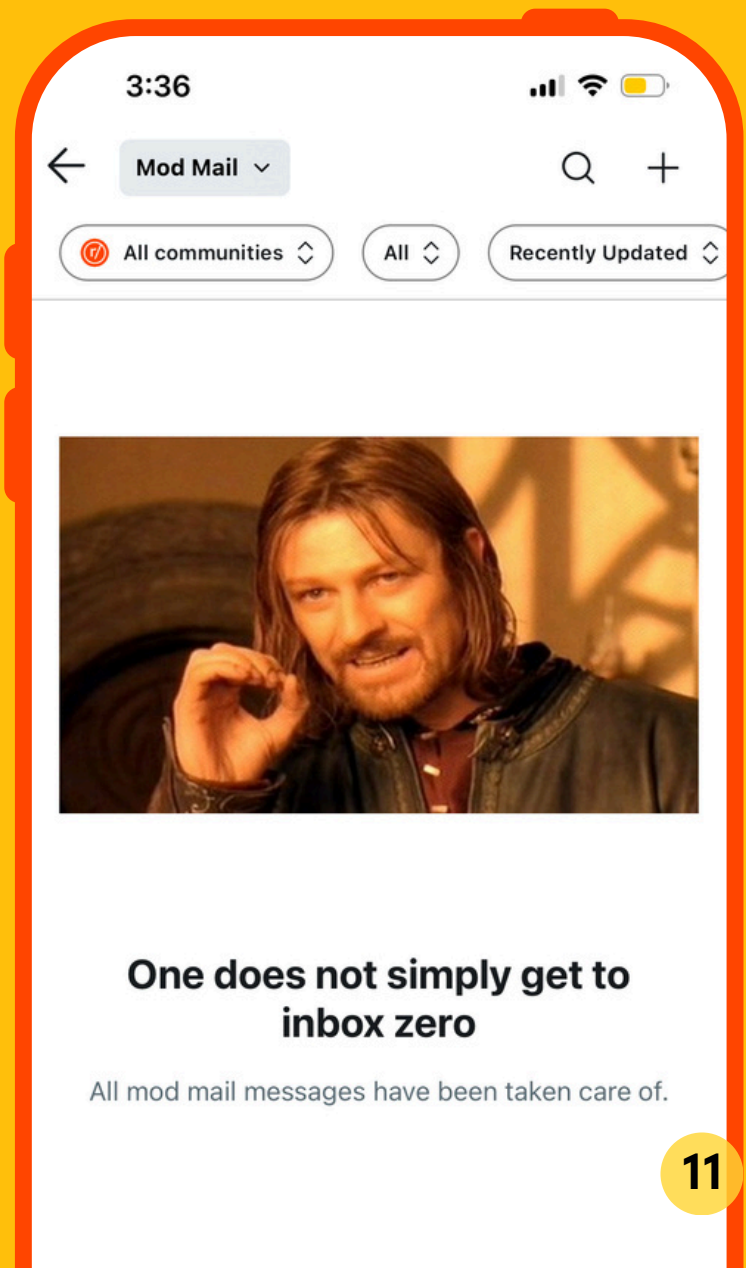 3:36
Mod Mail
All communities
All
Recently Updated
One does not simply get to
inbox zero
All mod mail messages have been taken care of.
11